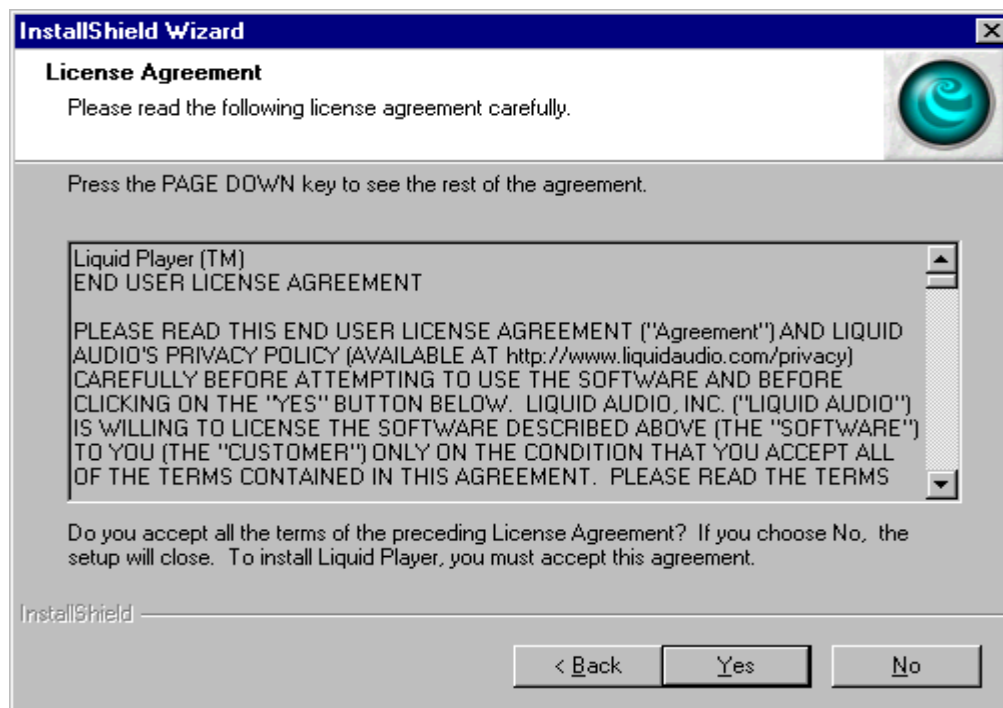 InstallShield Wizard
License Agreement
Please read the following license agreement carefully.
Press the PAGE DOWN key to see the rest of the agreement.
Liquid Player (TM)
END USER LICENSE AGREEMENT
PLEASE READ THIS END USER LICENSE AGREEMENT ("Agreement") AND LIQUID
AUDIO'S PRIVACY POLICY (AVAILABLE AT http://www.liquidaudio.com/privacy)
CAREFULLY BEFORE ATTEMPTING TO USE THE SOFTWARE AND BEFORE
CLICKING ON THE "YES" BUTTON BELOW.  LIQUID AUDIO, INC. ("LIQUID AUDIO")
IS WILLING TO LICENSE THE SOFTWARE DESCRIBED ABOVE (THE "SOFTWARE")
TO YOU (THE "CUSTOMER") ONLY ON THE CONDITION THAT YOU ACCEPT ALL
OF THE TERMS CONTAINED IN THIS AGREEMENT.  PLEASE READ THE TERMS
Do you accept all the terms of the preceding License Agreement?  If you choose No,  the
setup will close.  To install Liquid Player, you must accept this agreement.
InstallShield
< Back
Yes
No